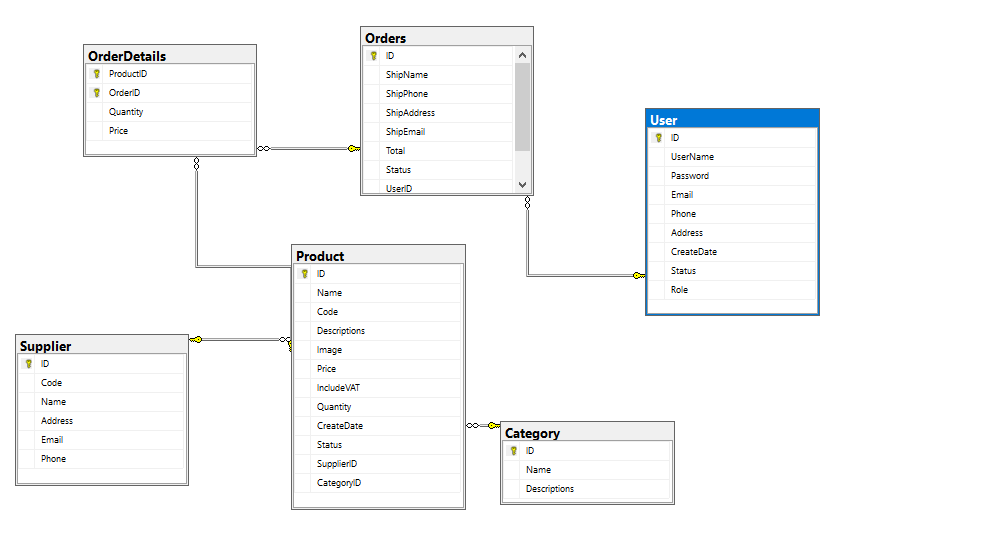 OrderDetails
ProductID
OrderID
Quantity
Price
Orders
ID
ShipName
ShipPhone
ShipAddress
ShipEmail
Total
Status
UserID
User
ID
UserName
Password
Email
Phone
Address
CreateDate
Status
Role
Product
ID
Name
Code
Descriptions
Image
Price
IncludeVAT
Quantity
CreateDate
Status
SupplierID
CategoryID
Supplier
ID
Code
Name
Address
Email
Phone
Category
ID
Name
Descriptions